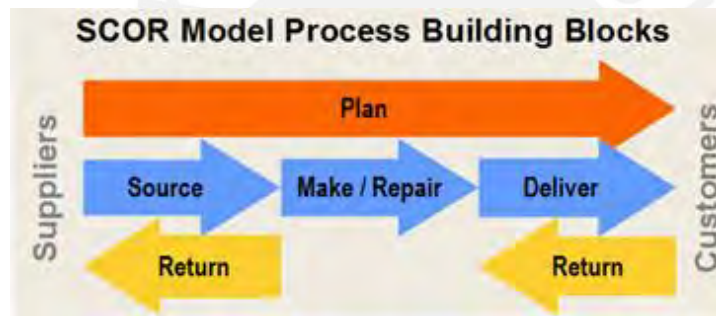 SCOR Model Process Building Blocks
Suppliers
Plan
Source
Make / Repair
Deliver
Return
Return
Customers